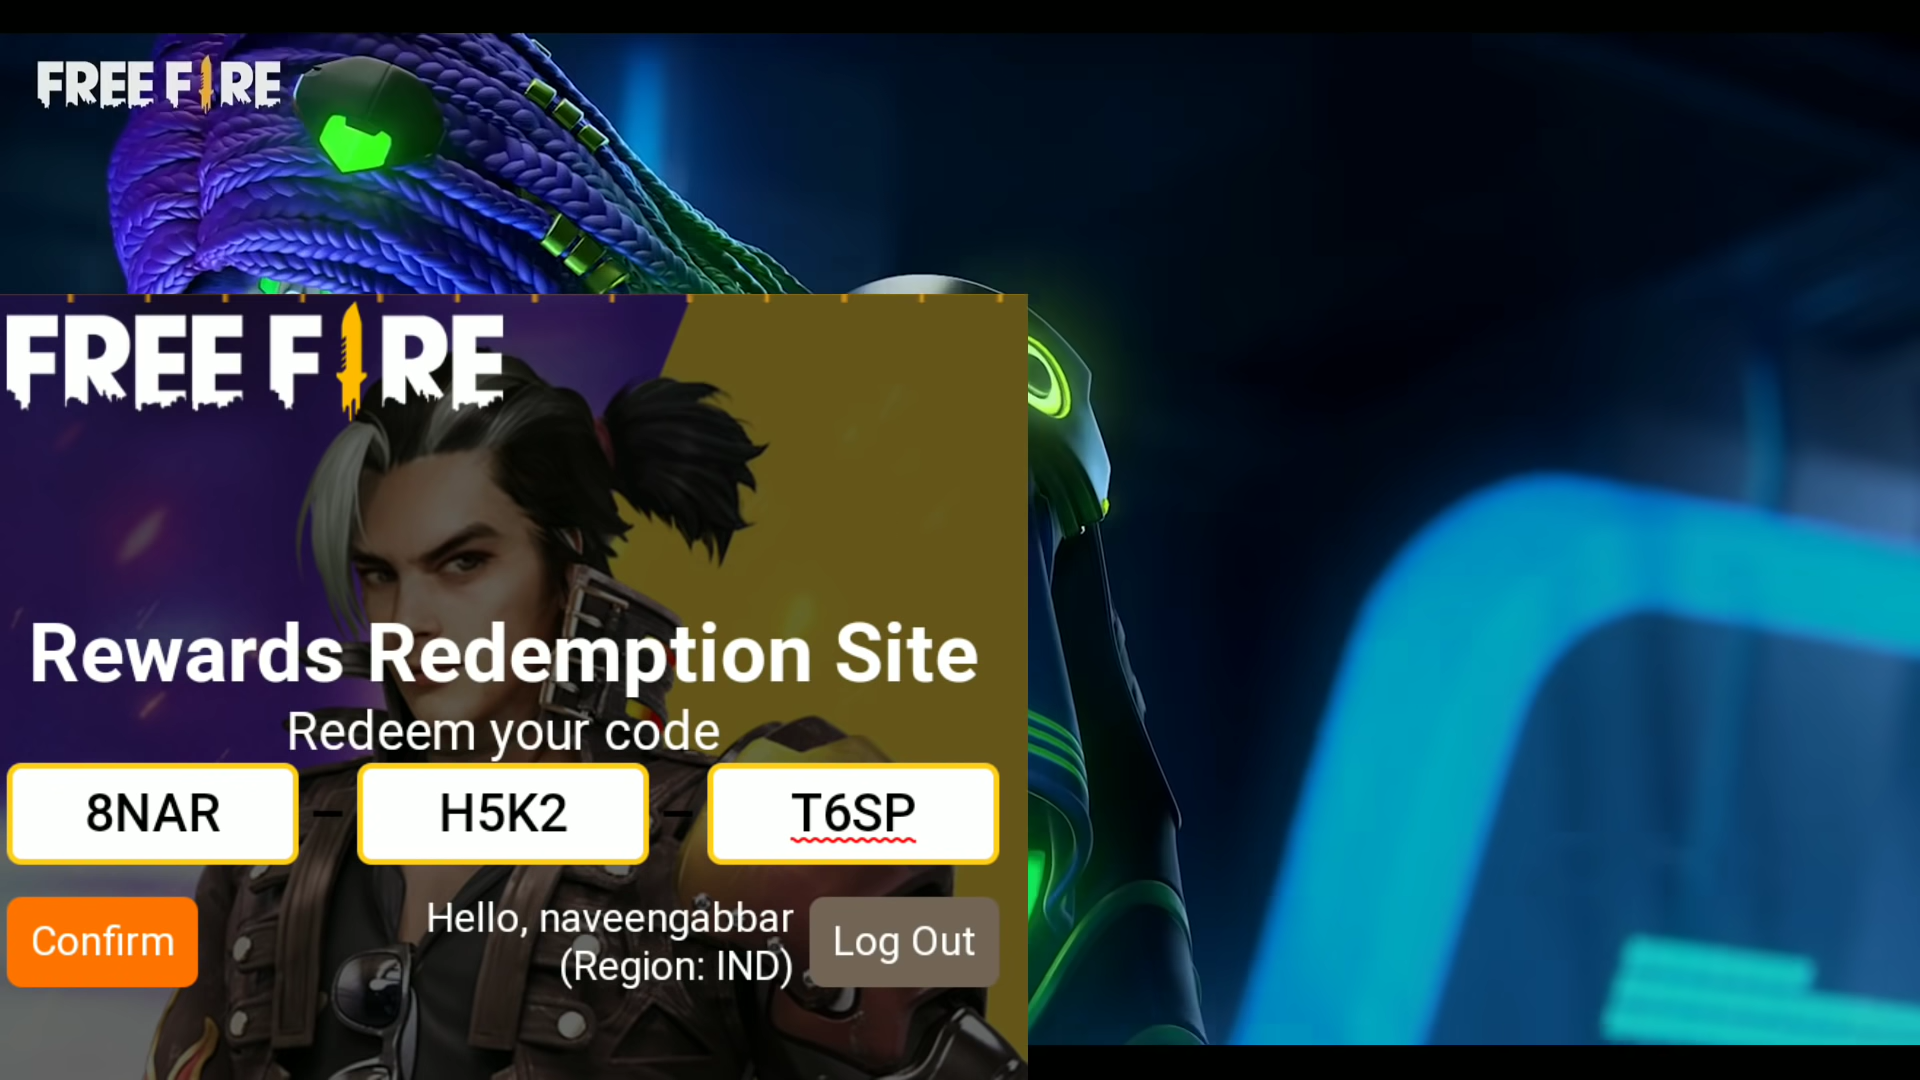 FREE FIRE
FREE FIRE
Rewards Redemption Site
Redeem your code
8NAR - H5K2 - T6SP
Confirm
Hello, naveengabbar
(Region: IND)
Log Out